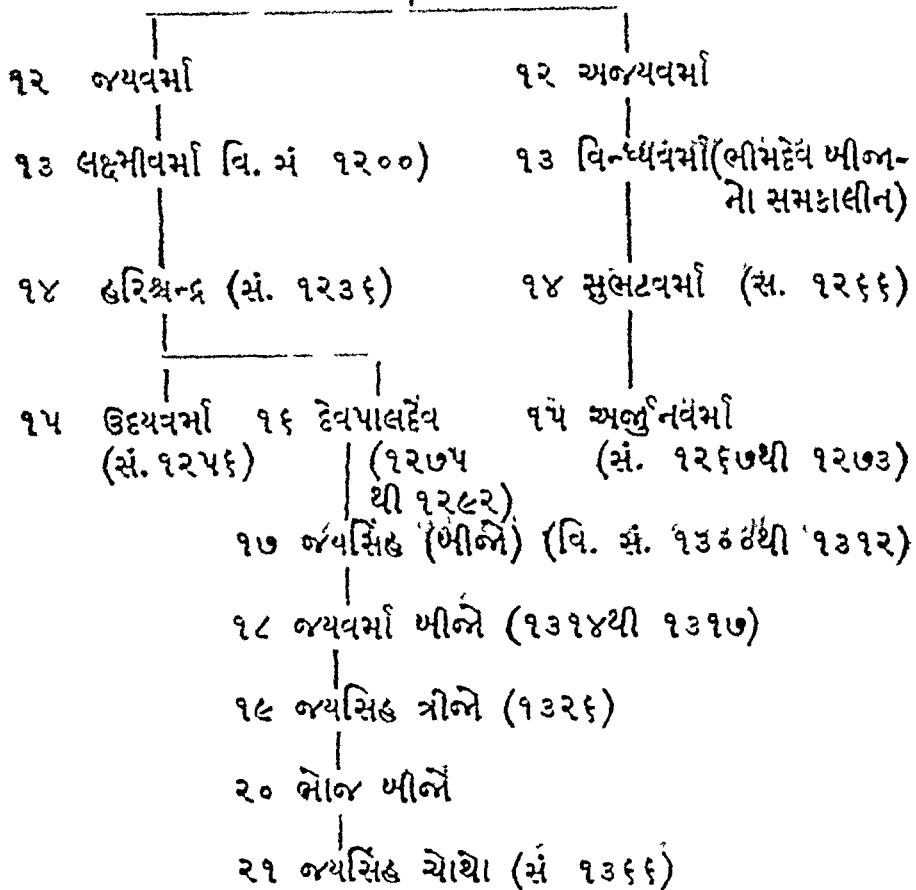 ૧૨ જયવર્મા ૧૨ અજયવર્મા
૧૩ લક્ષ્મીવર્મા વિ. સં ૧૨૦૦) ૧૩ વિન્ધ્યવર્મા(ભીમદેવ બીજા-
નો સમકાલીન)
૧૪ હરિશ્ચન્દ્ર (સં. ૧૨૩૬) ૧૪ સુભટવર્મા (સ. ૧૨૬૬)
૧૫ ઉદયવર્મા ૧૬ દેવપાલદેવ ૧૫ અર્જુનવર્મા
(સં. ૧૨૫૬) (૧૨૭૫ (સં. ૧૨૬૭થી ૧૨૭૩)
થી ૧૨૯૨)
૧૭ જયસિંહ (બીજો) (વિ. સં. ૧૩૦૦થી ૧૩૧૨)
૧૮ જયવર્મા બીજો (૧૩૧૪થી ૧૩૧૭)
૧૯ જયસિહ ત્રીજો (૧૩૨૬)
૨૦ ભોજ બીજો
૨૧ જયસિંહ ચોથો (સં ૧૩૬૬)